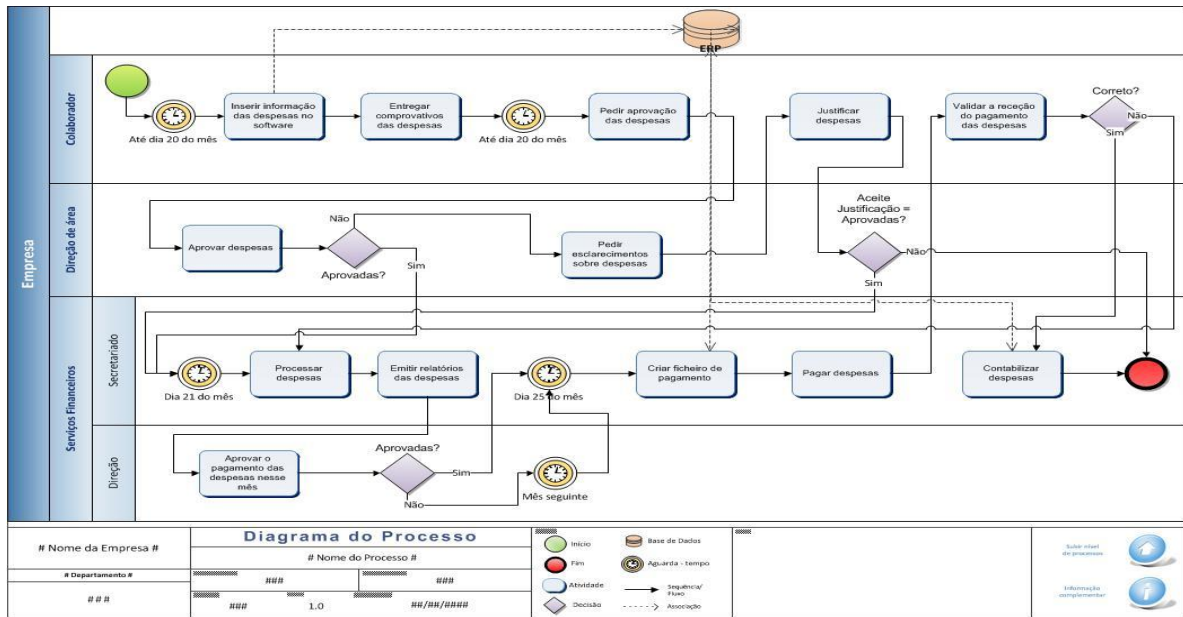 ERP
Empresa
Colaborador
Até dia 20 do mês
Inserir informação
das despesas no
software
Entregar
comprovativos das
despesas
Até dia 20 do mês
Pedir aprovação
das despesas
Justificar
despesas
Validar a receção
do pagamento
das despesas
Correto?
Não
Sim
Direção de área
Aprovar despesas
Não
Aprovadas?
Sim
Pedir
esclarecimentos
sobre despesas
Aceite
Justificação =
Aprovadas?
Não
Sim
Serviços Financeiros
Secretariado
Dia 21 do mês
Processar
despesas
Emitir relatórios
das despesas
Dia 25 do mês
Criar ficheiro de
pagamento
Pagar despesas
Contabilizar
despesas
Direção
Aprovar o
pagamento das
despesas nesse
mês
Aprovadas?
Sim
Não
Mês seguinte
# Nome da Empresa #
# Departamento #
# # #
Diagrama do Processo
# Nome do Processo #
###
###
###
1.0
##/##/####
Início
Fim
Atividade
Decisão
Base de Dados
Aguarda - tempo
Sequência/
Fluxo
Associação
Subir nível
de processos
Informação
complementar